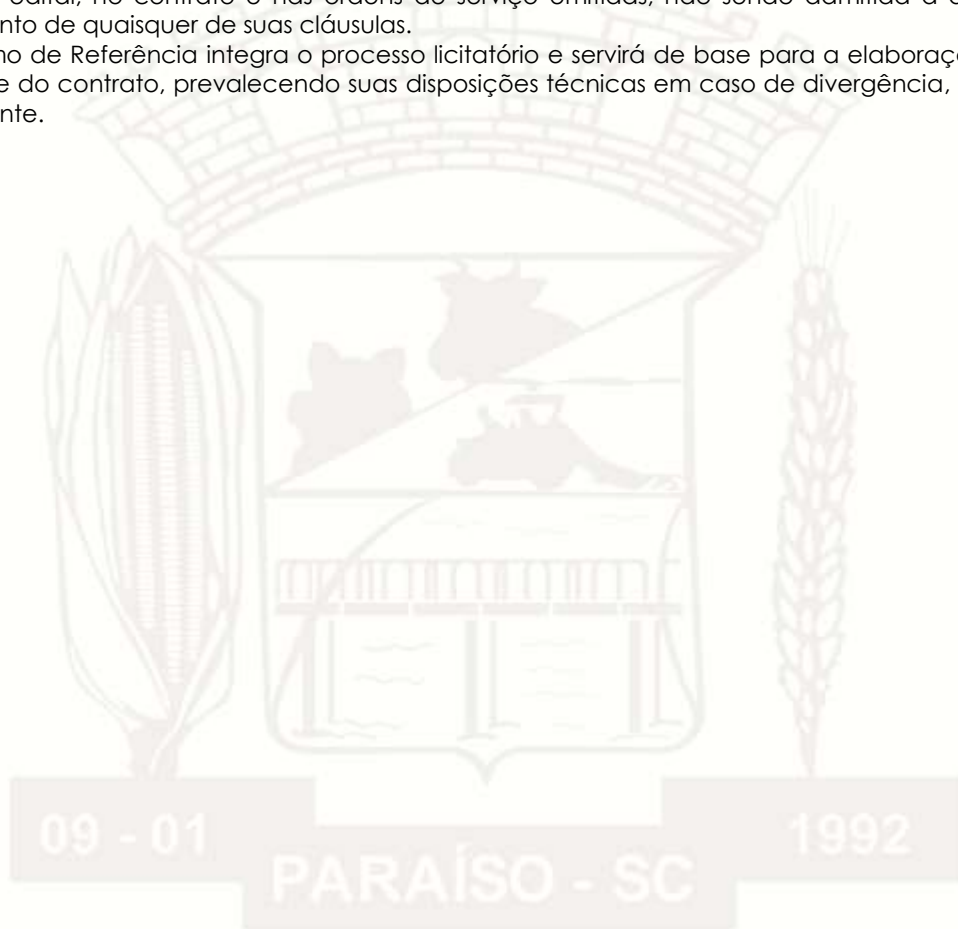 contrato e nas ordens de serviço emitidas, não sendo admitida a
nto de quaisquer de suas cláusulas.
no de Referência integra o processo licitatório e servirá de base para a elaboraç
e do contrato, prevalecendo suas disposições técnicas em caso de divergência,
nte.
09 - 01
1992
PARAÍSO - SC